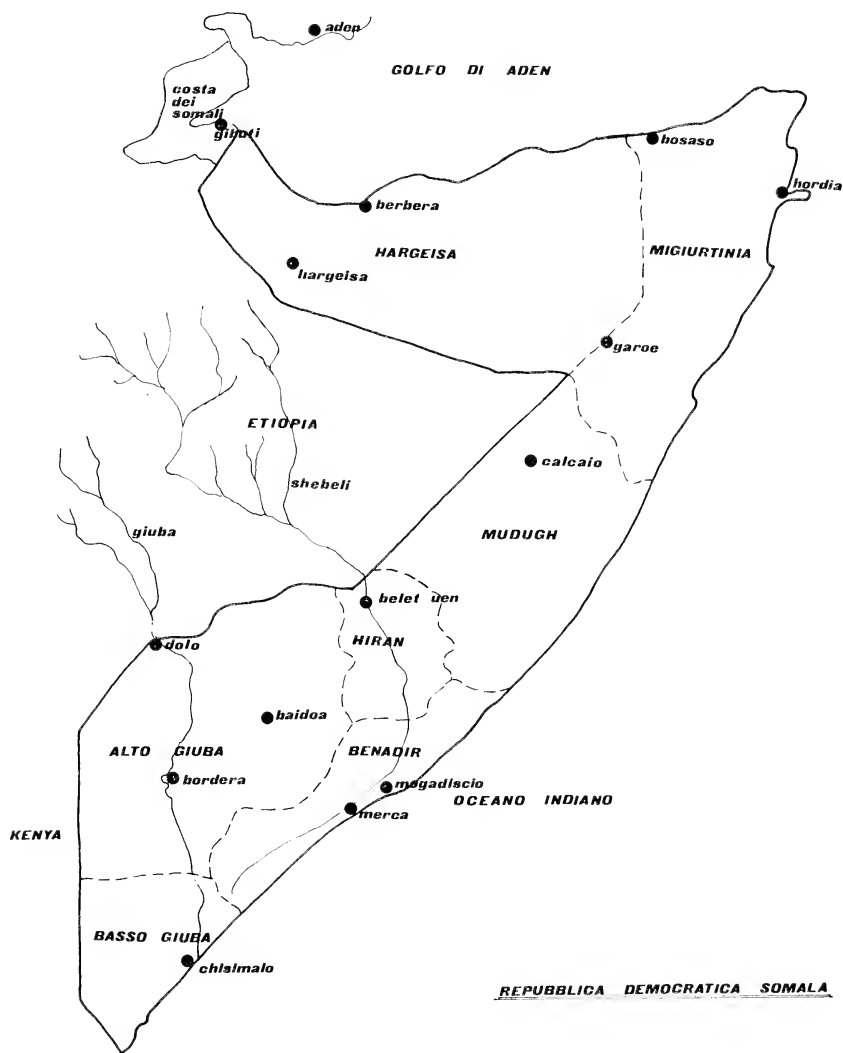 aden
GOLFO DI ADEN
costa
dei
somali
gibuti
bosaso
hordia
berbera
HARGEISA
MIGIURTINIA
hargeisa
garoe
ETIOPIA
calcaio
shebeli
giuba
MUDUGH
belet uen
HIRAN
dolo
baidoa
ALTO GIUBA
BENADIR
bordera
mogadiscio
OCEANO INDIANO
merca
KENYA
BASSO GIUBA
chisimaio
REPUBBLICA DEMOCRATICA SOMALA